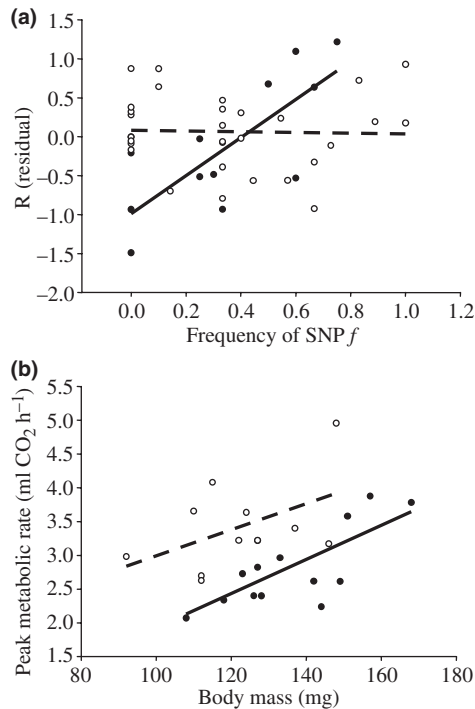 (a)
R (residual)
1.5
1.0
0.5
0.0
−0.5
−1.0
−1.5
−2.0
0.0 0.2 0.4 0.6 0.8 1.0 1.2
Frequency of SNP f
(b)
Peak metabolic rate (ml CO₂ h⁻¹)
5.5
5.0
4.5
4.0
3.5
3.0
2.5
2.0
1.5
80 100 120 140 160 180
Body mass (mg)